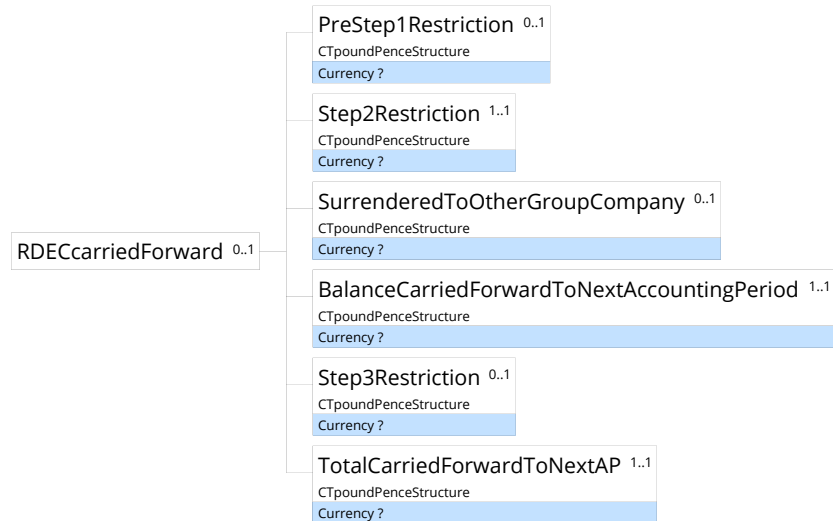 PreStep1Restriction 0..1
CTpoundPenceStructure
Currency ?
Step2Restriction 1..1
CTpoundPenceStructure
Currency ?
SurrenderedToOtherGroupCompany 0..1
CTpoundPenceStructure
Currency ?
RDECcarriedForward 0..1
BalanceCarriedForwardToNextAccountingPeriod 1..1
CTpoundPenceStructure
Currency ?
Step3Restriction 0..1
CTpoundPenceStructure
Currency ?
TotalCarriedForwardToNextAP 1..1
CTpoundPenceStructure
Currency ?